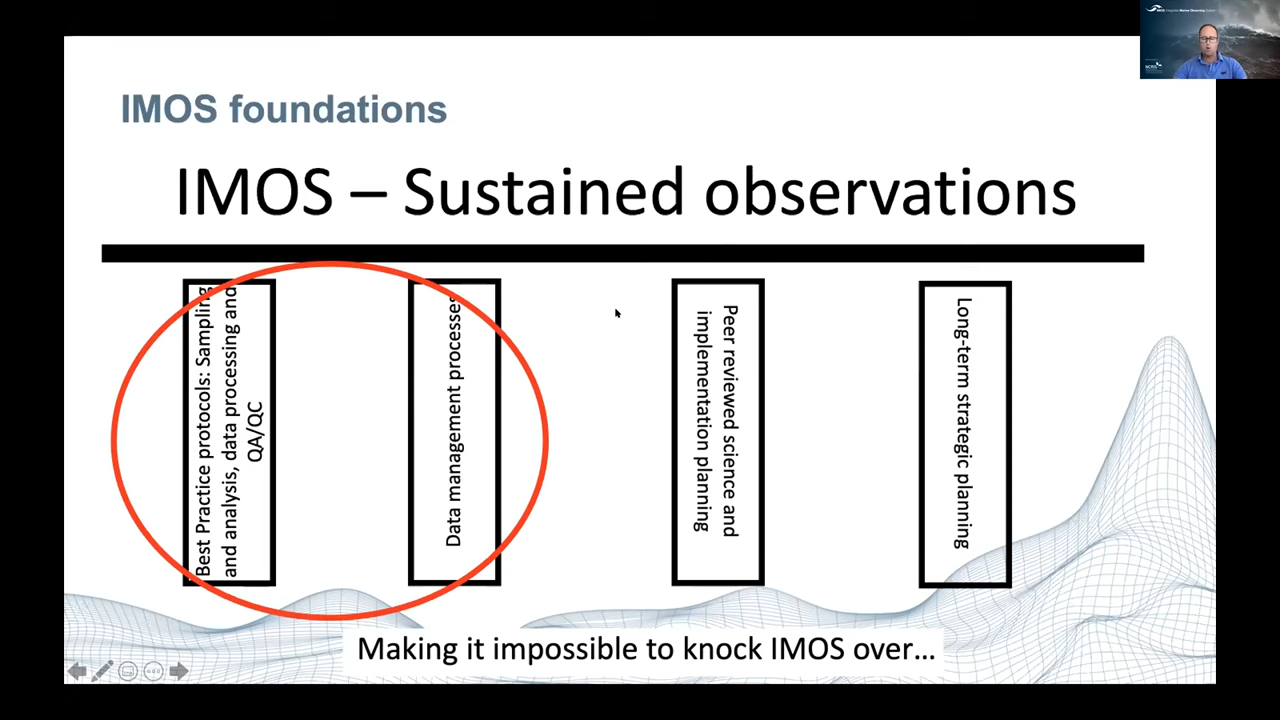 IMOS foundations
IMOS – Sustained observations
Best Practice protocols: Sampling
and analysis, data processing and
QA/QC
Data management processes
Peer reviewed science and
implementation planning
Long-term strategic planning
Making it impossible to knock IMOS over...
IMOS